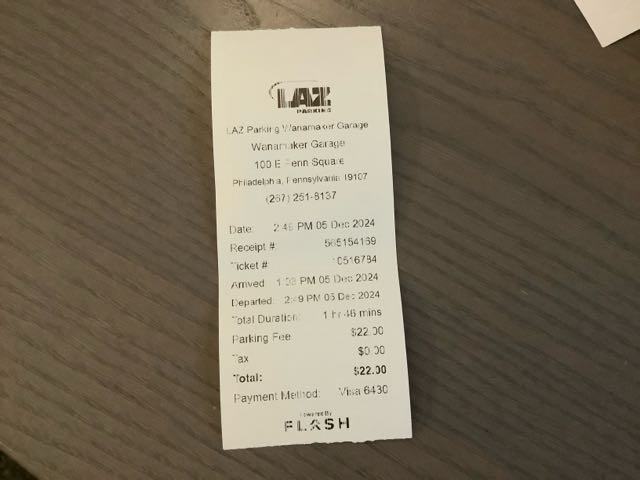 LAZ
PARKING
LAZ Parking Wanamaker Garage
Wanamaker Garage
100 E Penn Square
Philadelphia, Pennsylvania 19107
(267) 251-8137
Date: 2:49 PM 05 Dec 2024
Receipt #: 565154169
Ticket #: 10516784
Arrived: 1:03 PM 05 Dec 2024
Departed: 2:49 PM 05 Dec 2024
Total Duration: 1 hr 46 mins
Parking Fee: $22.00
Tax $0.00
Total: $22.00
Payment Method: Visa 6430
Powered By
FLASH